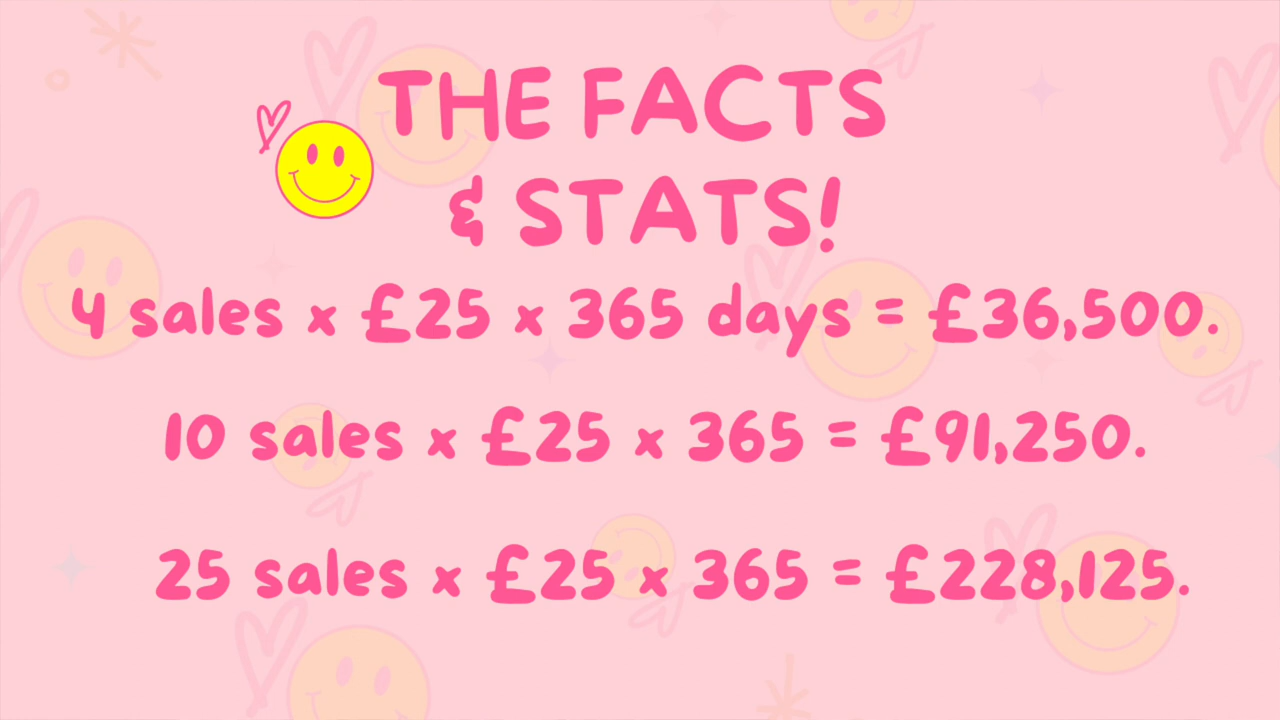 THE FACTS
& STATS!
4 sales x £25 x 365 days = £36,500.
10 sales x £25 x 365 = £91,250.
25 sales x £25 x 365 = £228,125.